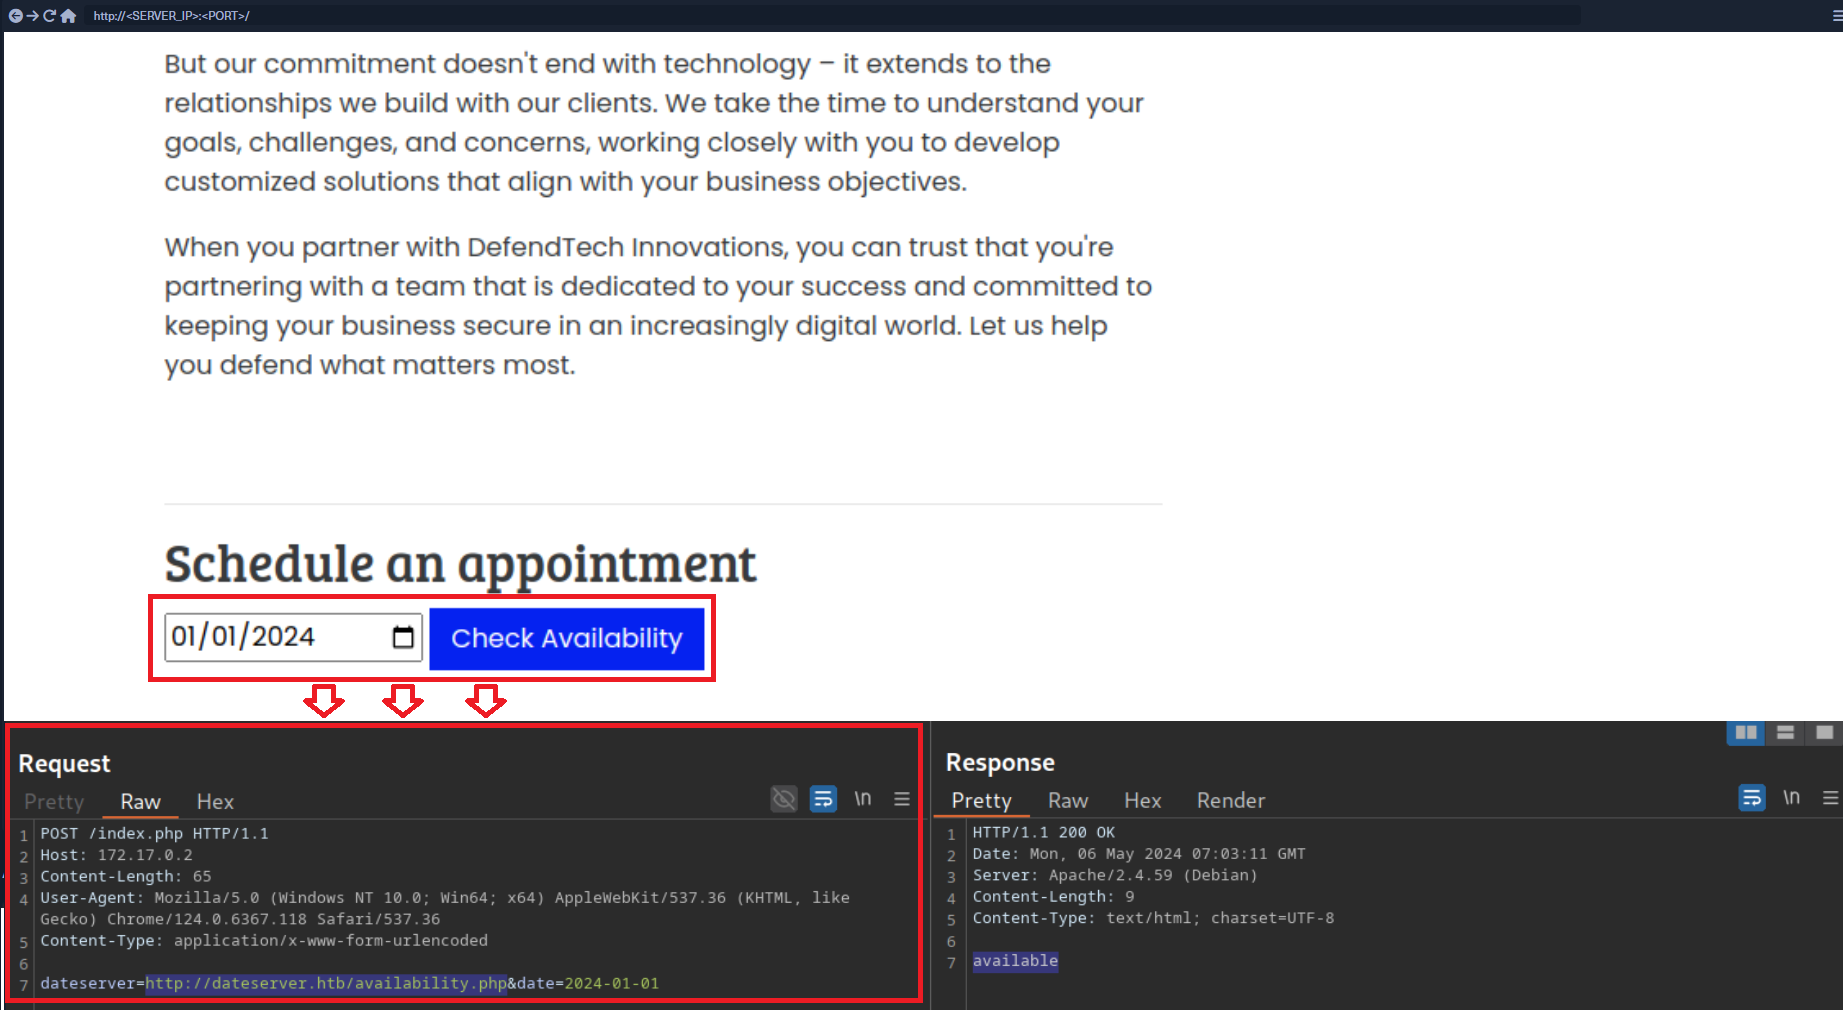 http://<SERVER_IP>:<PORT>/
But our commitment doesn't end with technology – it extends to the
relationships we build with our clients. We take the time to understand your
goals, challenges, and concerns, working closely with you to develop
customized solutions that align with your business objectives.
When you partner with DefendTech Innovations, you can trust that you're
partnering with a team that is dedicated to your success and committed to
keeping your business secure in an increasingly digital world. Let us help
you defend what matters most.
Schedule an appointment
01/01/2024 Check Availability
Request
Pretty Raw Hex \n
1 POST /index.php HTTP/1.1
2 Host: 172.17.0.2
3 Content-Length: 65
4 User-Agent: Mozilla/5.0 (Windows NT 10.0; Win64; x64) AppleWebKit/537.36 (KHTML, like
Gecko) Chrome/124.0.6367.118 Safari/537.36
5 Content-Type: application/x-www-form-urlencoded
6
7 dateserver=http://dateserver.htb/availability.php&date=2024-01-01
Response
Pretty Raw Hex Render \n
1 HTTP/1.1 200 OK
2 Date: Mon, 06 May 2024 07:03:11 GMT
3 Server: Apache/2.4.59 (Debian)
4 Content-Length: 9
5 Content-Type: text/html; charset=UTF-8
6
7 available